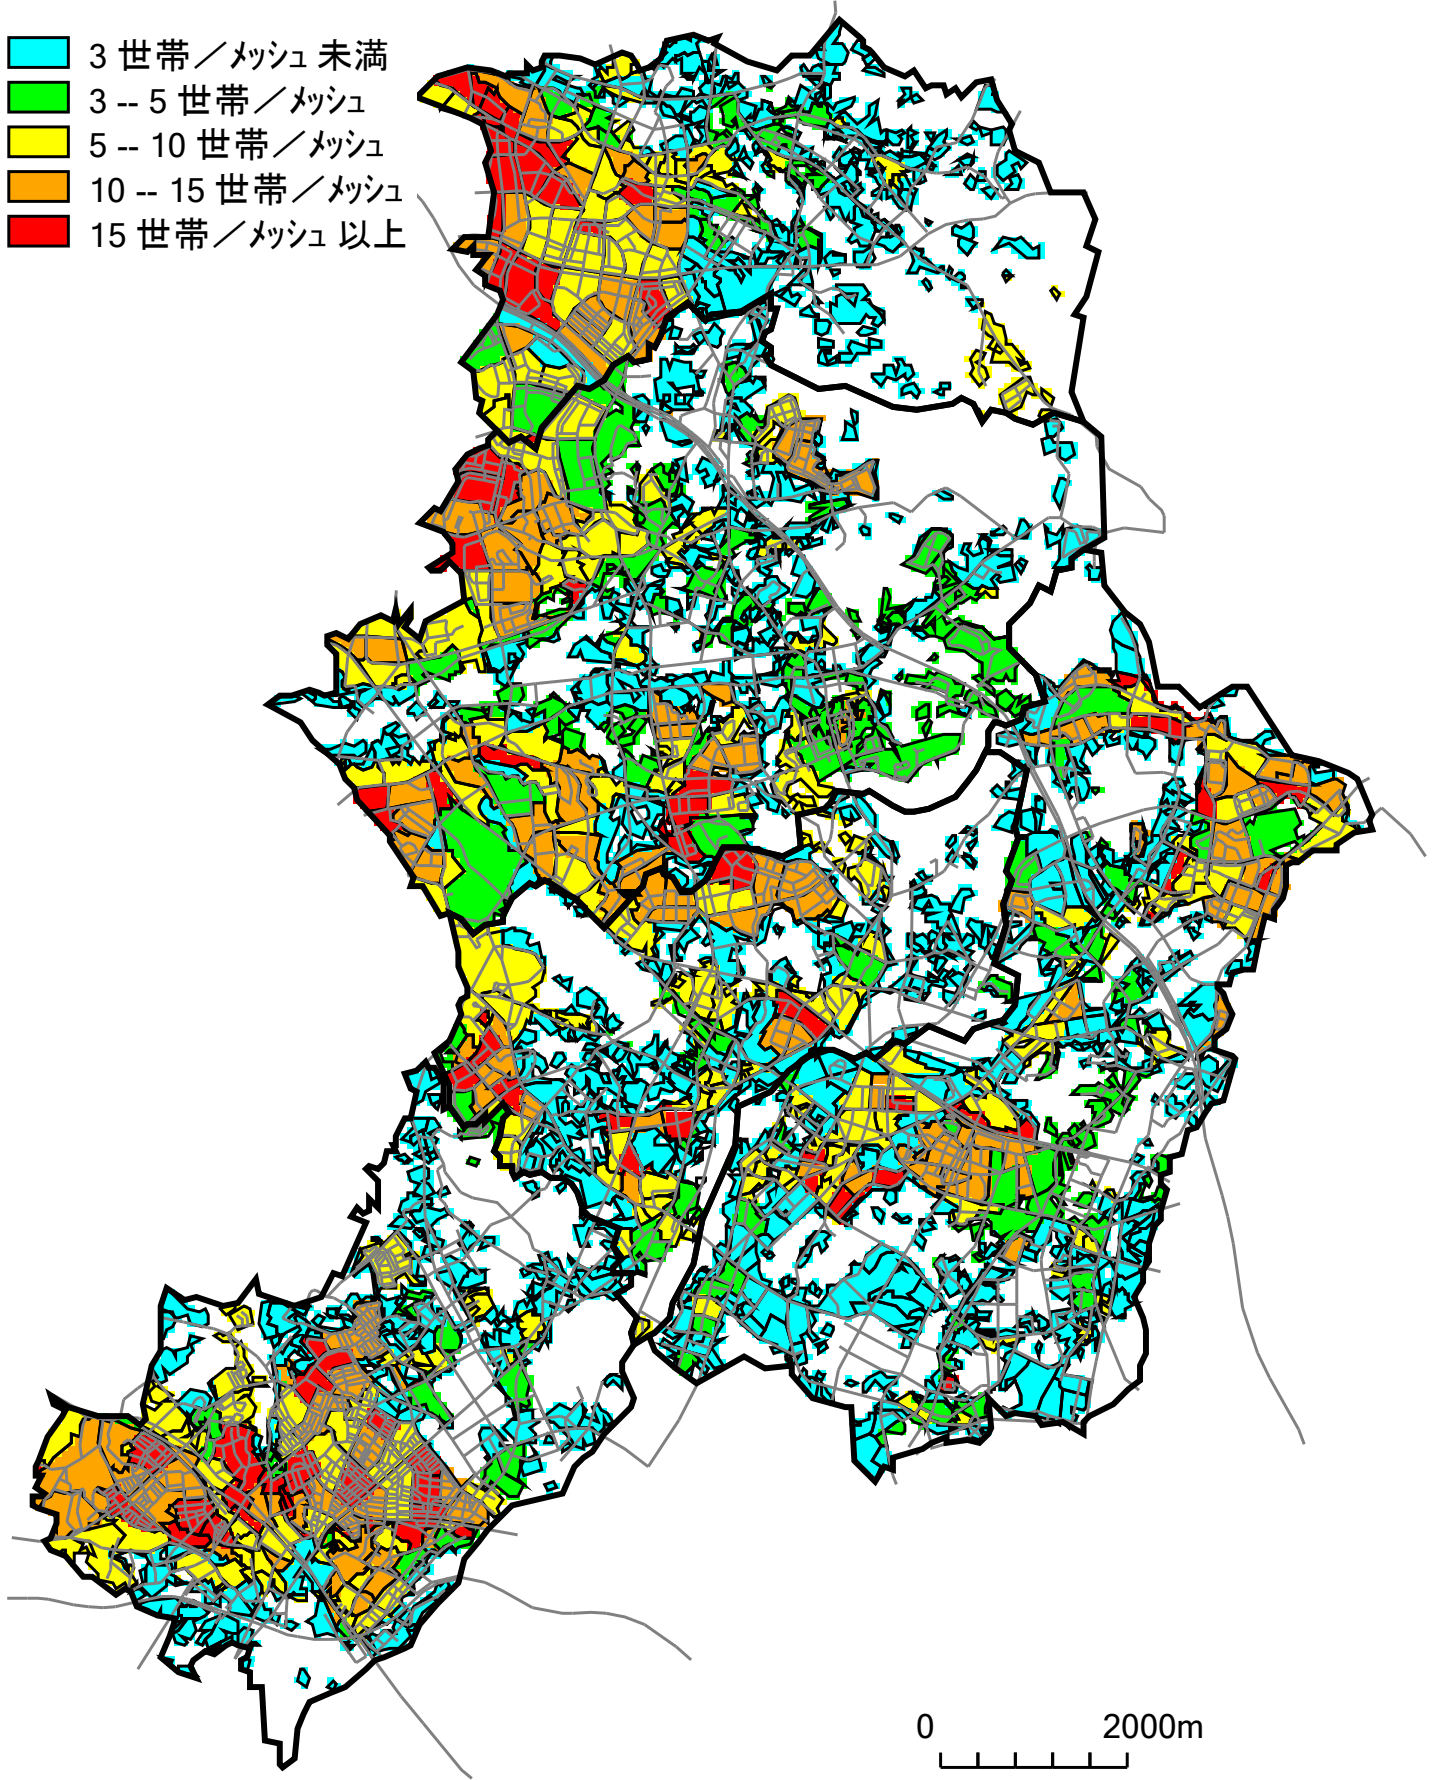 3 世帯／メッシュ 未満
3 -- 5 世帯／メッシュ
5 -- 10 世帯／メッシュ
10 -- 15 世帯／メッシュ
15 世帯／メッシュ 以上
0 2000m